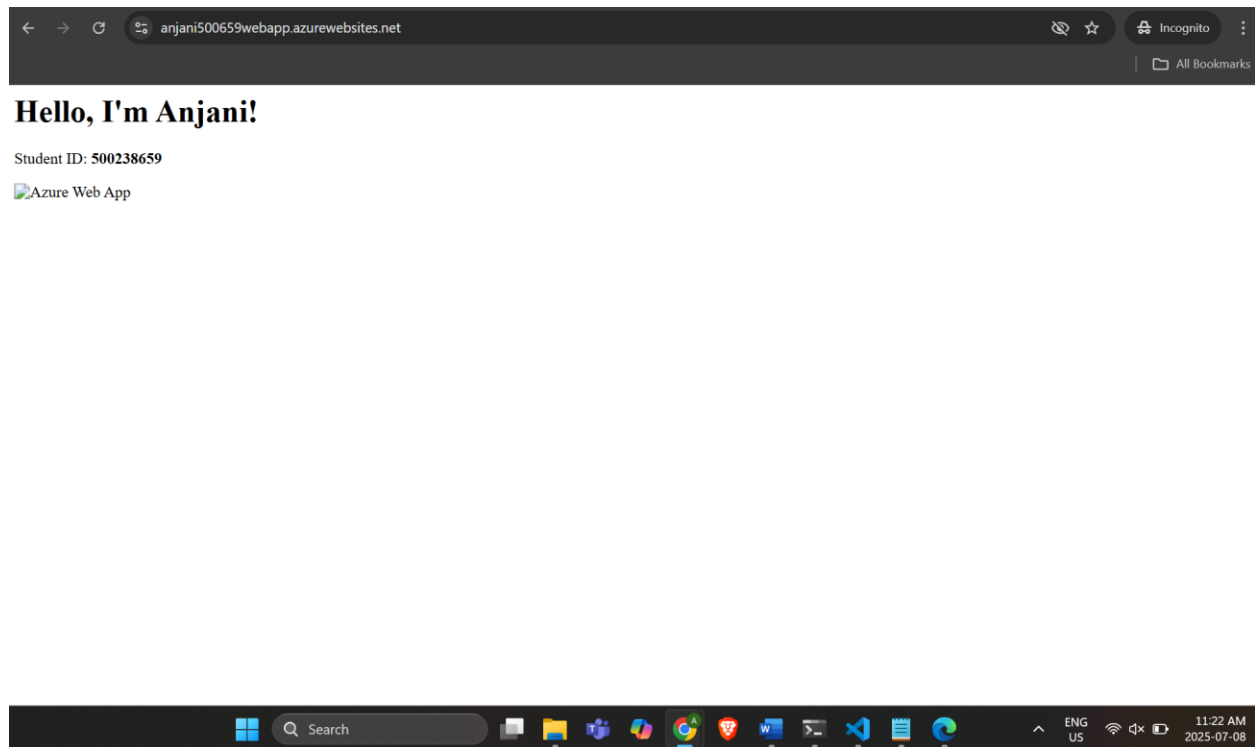 anjani500659webapp.azurewebsites.net
Incognito
All Bookmarks
Hello, I'm Anjani!
Student ID: 500238659
Azure Web App
Search
ENG
US
11:22 AM
2025-07-08